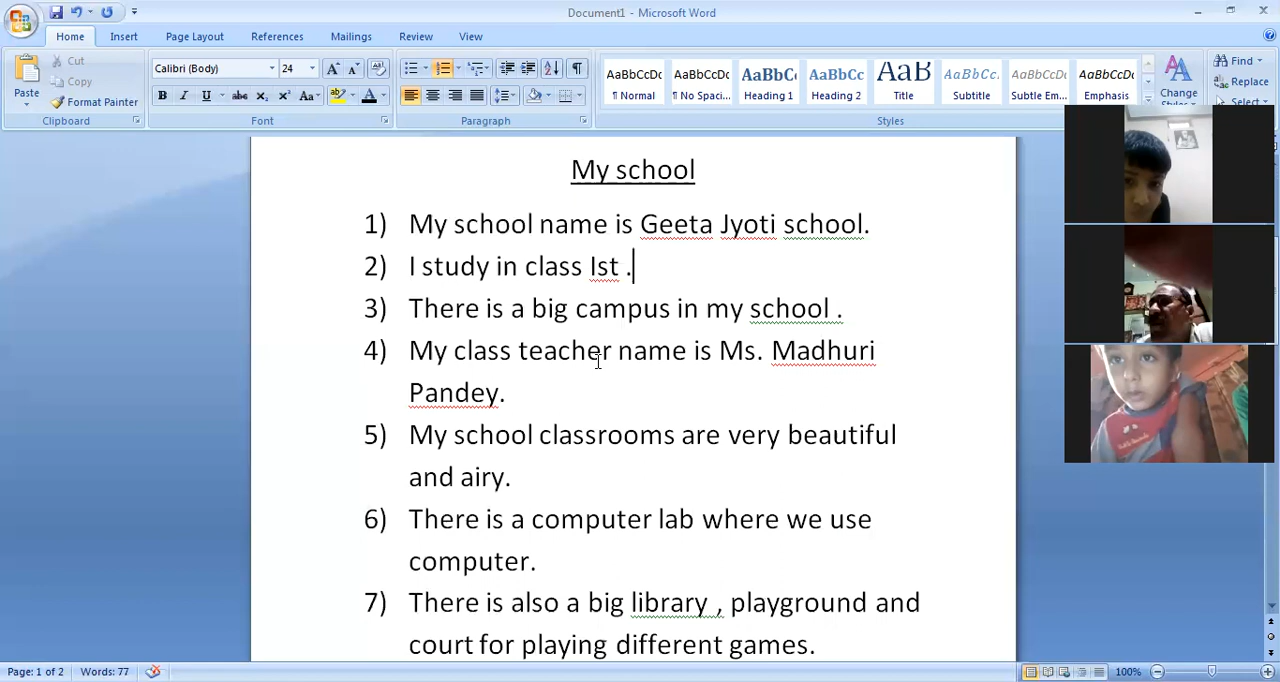 Document1 - Microsoft Word
Home Insert Page Layout References Mailings Review View
Paste
Cut
Copy
Format Painter
Clipboard
Calibri (Body) 24
B I U abc x₂ x² Aa
Font
Paragraph
AaBbCcDc AaBbCcDc AaBbC AaBbCc AaB AaBbCc. AaBbCcDc AaBbCcDc
¶ Normal ¶ No Spaci... Heading 1 Heading 2 Title Subtitle Subtle Em... Emphasis
Change Styles
Styles
Find
Replace
Select
My school
1) My school name is Geeta Jyoti school.
2) I study in class Ist .
3) There is a big campus in my school .
4) My class teacher name is Ms. Madhuri
Pandey.
5) My school classrooms are very beautiful
and airy.
6) There is a computer lab where we use
computer.
7) There is also a big library , playground and
court for playing different games.
Page: 1 of 2 Words: 77
100%